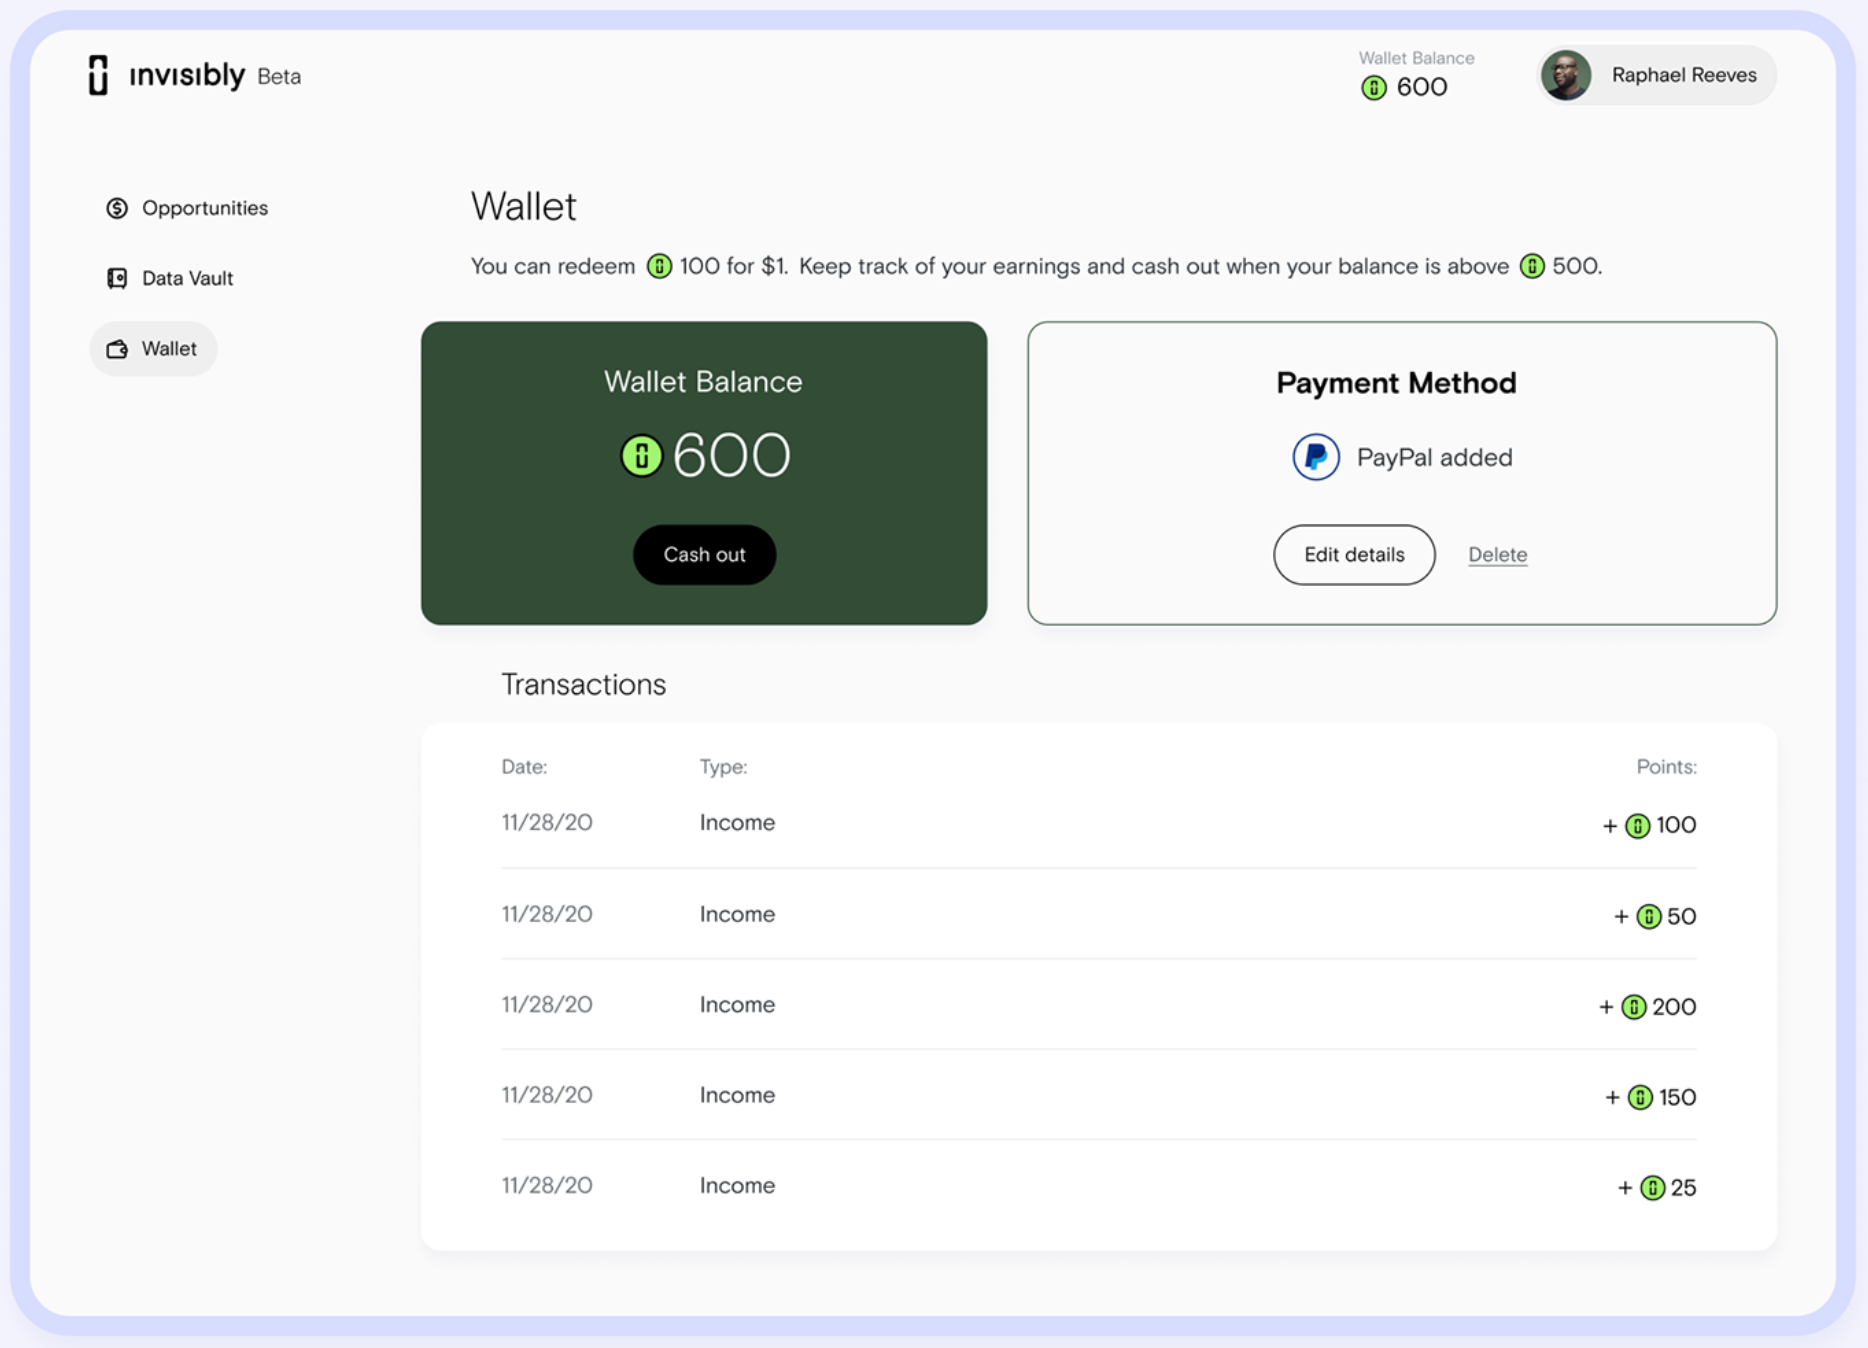 invisibly Beta
Wallet Balance
600
Raphael Reeves
Opportunities
Data Vault
Wallet
Wallet
You can redeem 100 for $1. Keep track of your earnings and cash out when your balance is above 500.
Wallet Balance
600
Cash out
Payment Method
PayPal added
Edit details Delete
Transactions
Date: Type: Points:
11/28/20 Income + 100
11/28/20 Income + 50
11/28/20 Income + 200
11/28/20 Income + 150
11/28/20 Income + 25